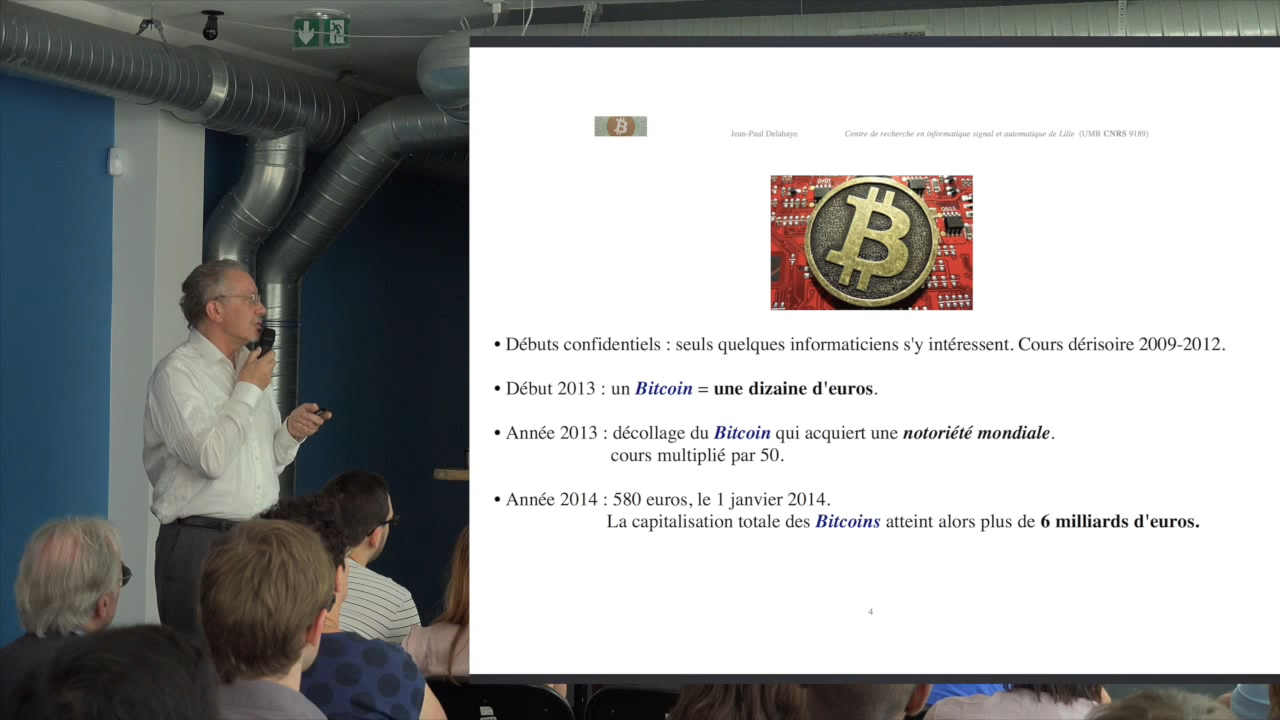 Jean-Paul Delahaye Centre de recherche en informatique signal et automatique de Lille (UMR CNRS 9189)
• Débuts confidentiels : seuls quelques informaticiens s'y intéressent. Cours dérisoire 2009-2012.
• Début 2013 : un Bitcoin = une dizaine d'euros.
• Année 2013 : décollage du Bitcoin qui acquiert une notoriété mondiale.
cours multiplié par 50.
• Année 2014 : 580 euros, le 1 janvier 2014.
La capitalisation totale des Bitcoins atteint alors plus de 6 milliards d'euros.
4